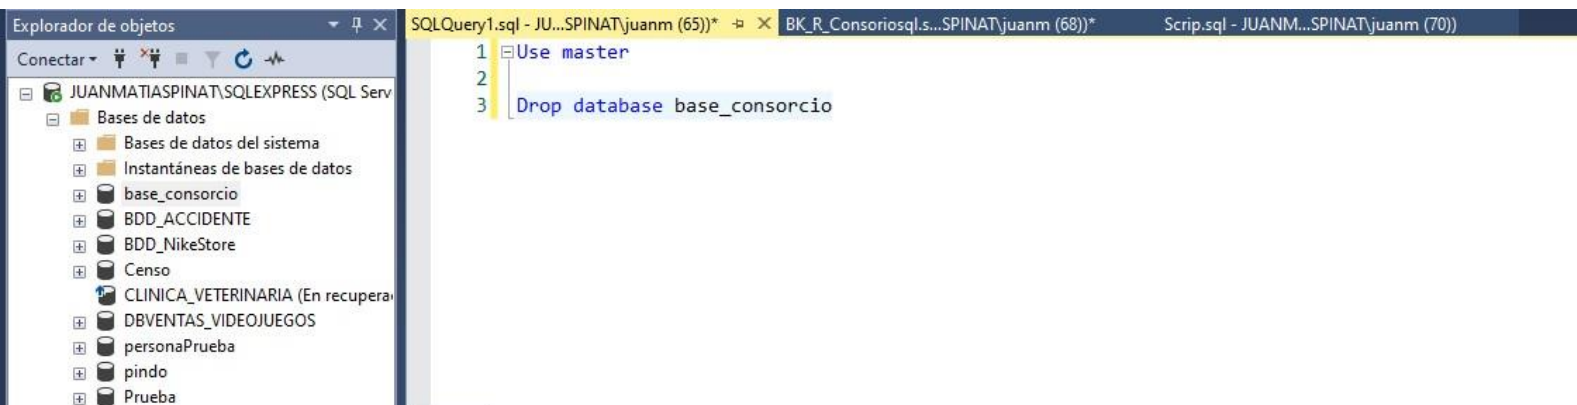 Explorador de objetos
Conectar
JUANMATIASPINAT\SQLEXPRESS (SQL Serv
Bases de datos
Bases de datos del sistema
Instantáneas de bases de datos
base_consorcio
BDD_ACCIDENTE
BDD_NikeStore
Censo
CLINICA_VETERINARIA (En recupera
DBVENTAS_VIDEOJUEGOS
personaPrueba
pindo
Prueba
SQLQuery1.sql - JU...SPINAT\juanm (65))* BK_R_Consoriosql.s...SPINAT\juanm (68))* Scrip.sql - JUANM...SPINAT\juanm (70))
1 Use master
2
3 Drop database base_consorcio